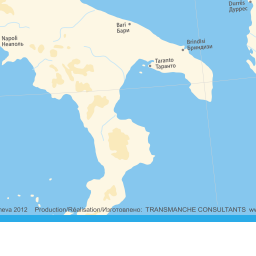 Durrës
Дуррес
Bari
Бари
Napoli
Неаполь
Brindisi
Бриндизи
Taranto
Таранто
neva 2012 Production/Réalisation/Изготовлено: TRANSMANCHE CONSULTANTS